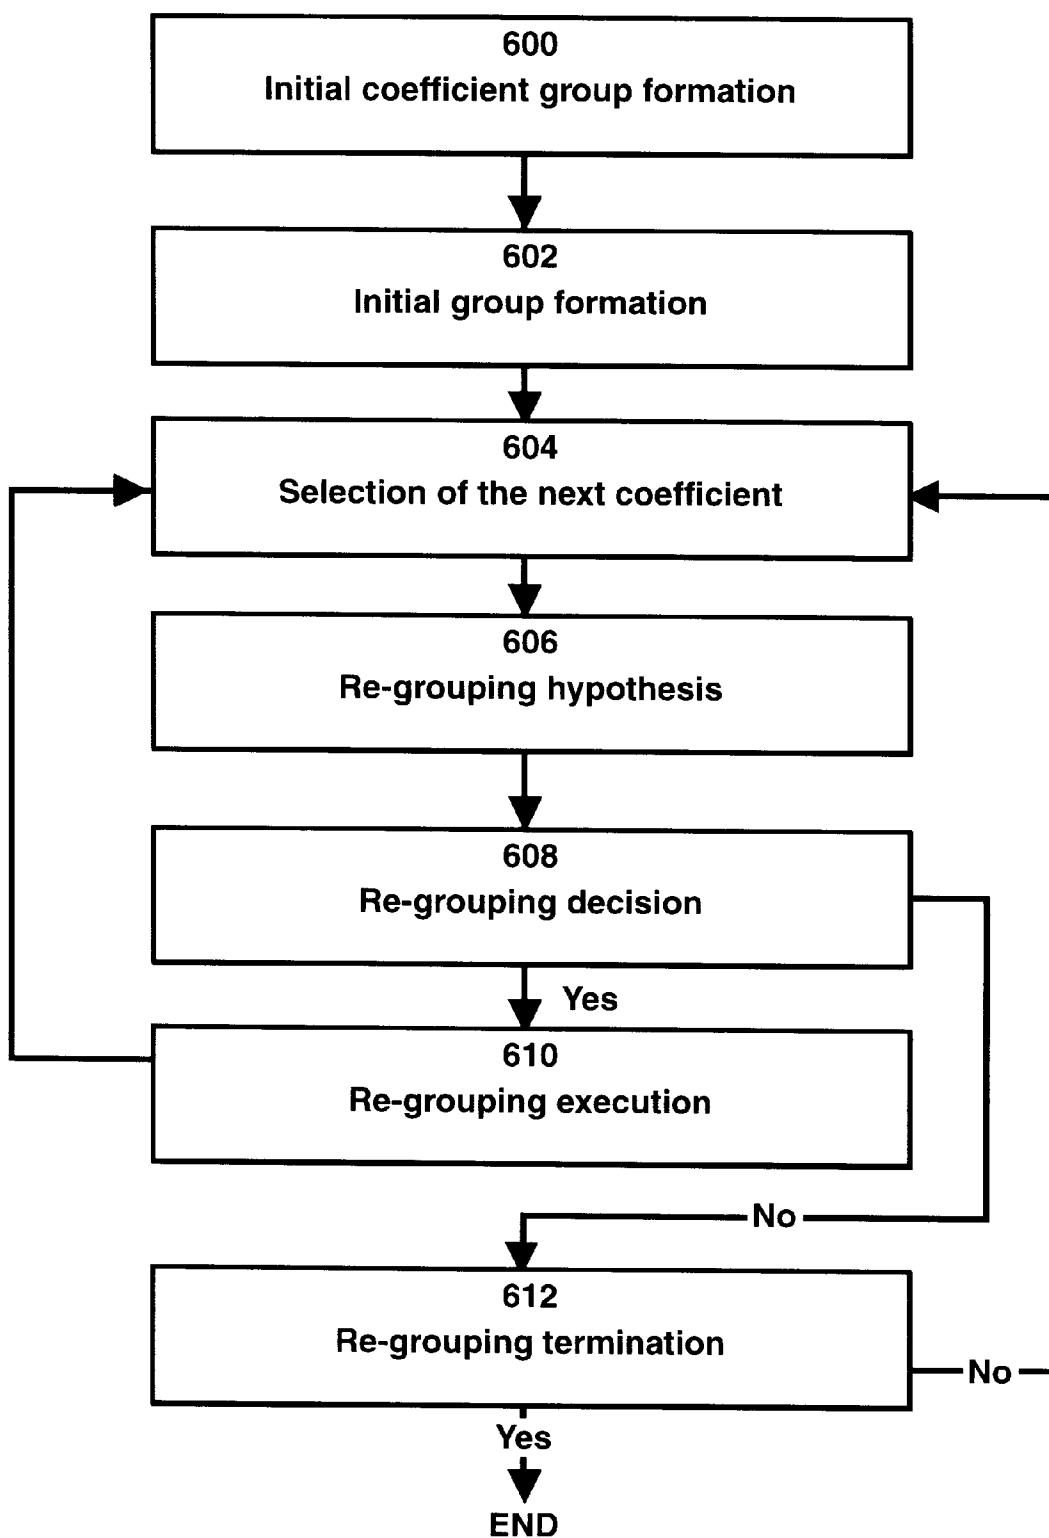 600
Initial coefficient group formation
602
Initial group formation
604
Selection of the next coefficient
606
Re-grouping hypothesis
608
Re-grouping decision
Yes
610
Re-grouping execution
No
612
Re-grouping termination
No
Yes
END